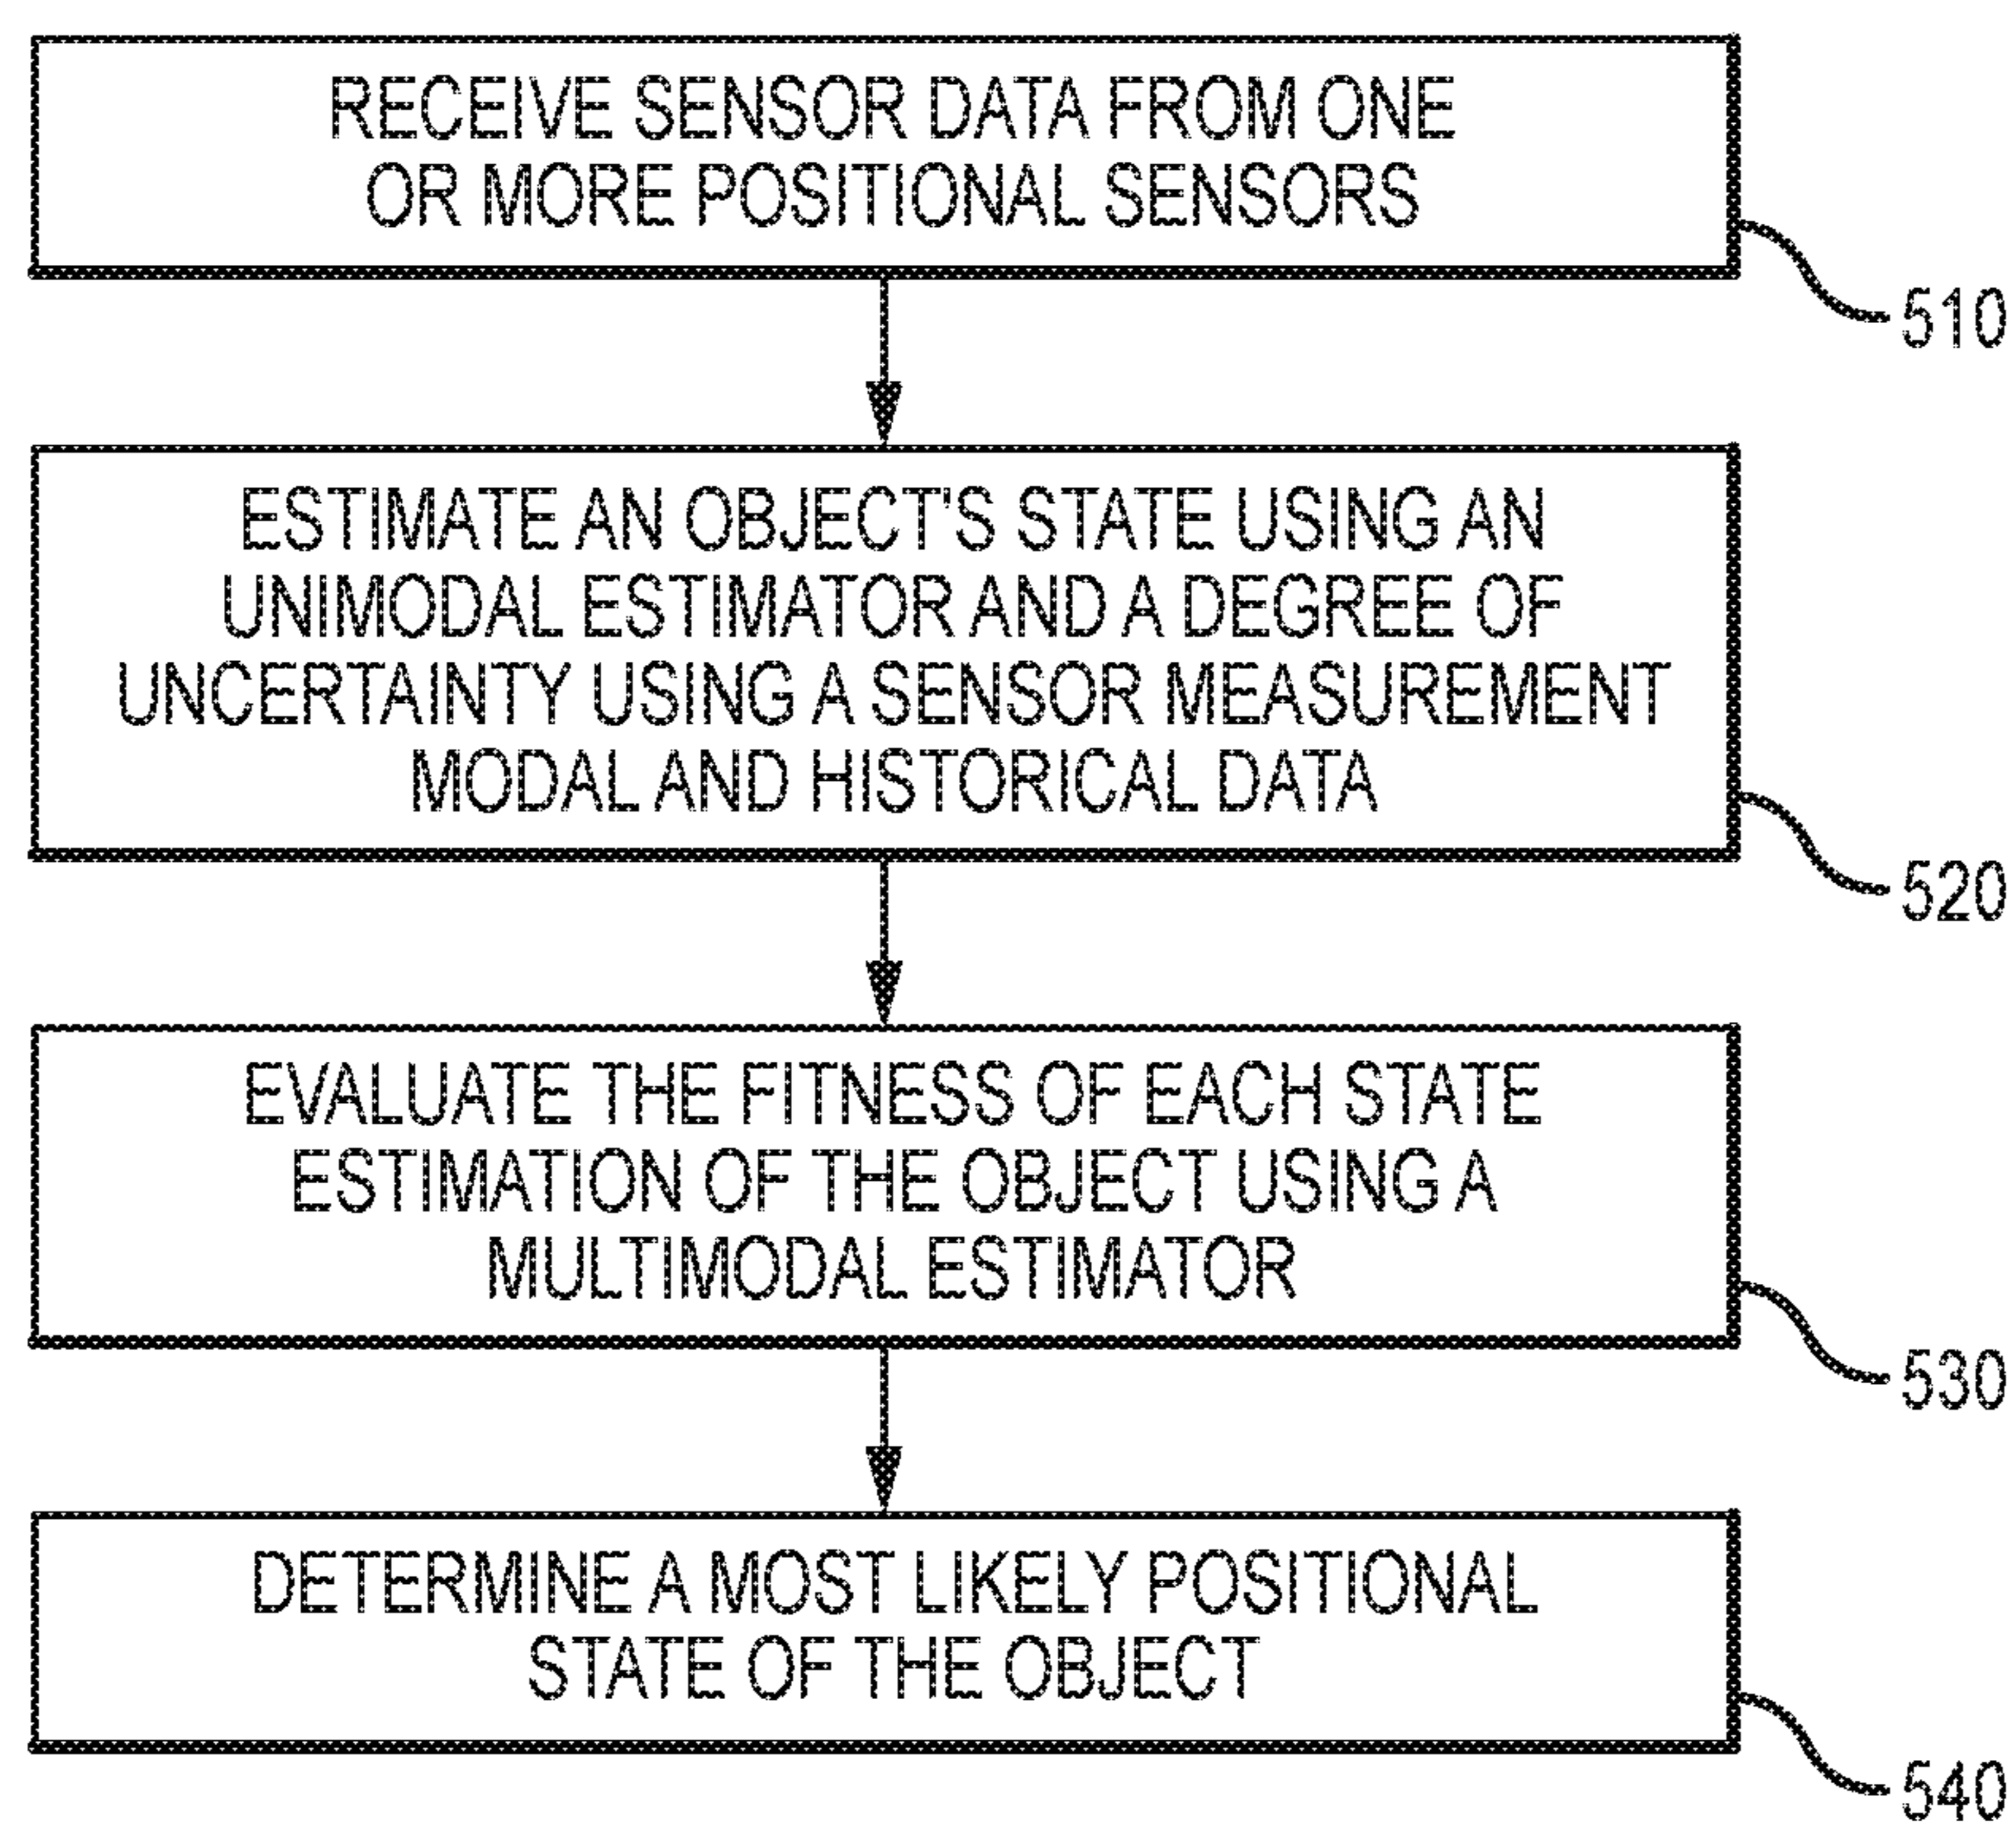 RECEIVE SENSOR DATA FROM ONE
OR MORE POSITIONAL SENSORS
510
ESTIMATE AN OBJECT'S STATE USING AN
UNIMODAL ESTIMATOR AND A DEGREE OF
UNCERTAINTY USING A SENSOR MEASUREMENT
MODAL AND HISTORICAL DATA
520
EVALUATE THE FITNESS OF EACH STATE
ESTIMATION OF THE OBJECT USING A
MULTIMODAL ESTIMATOR
530
DETERMINE A MOST LIKELY POSITIONAL
STATE OF THE OBJECT
540